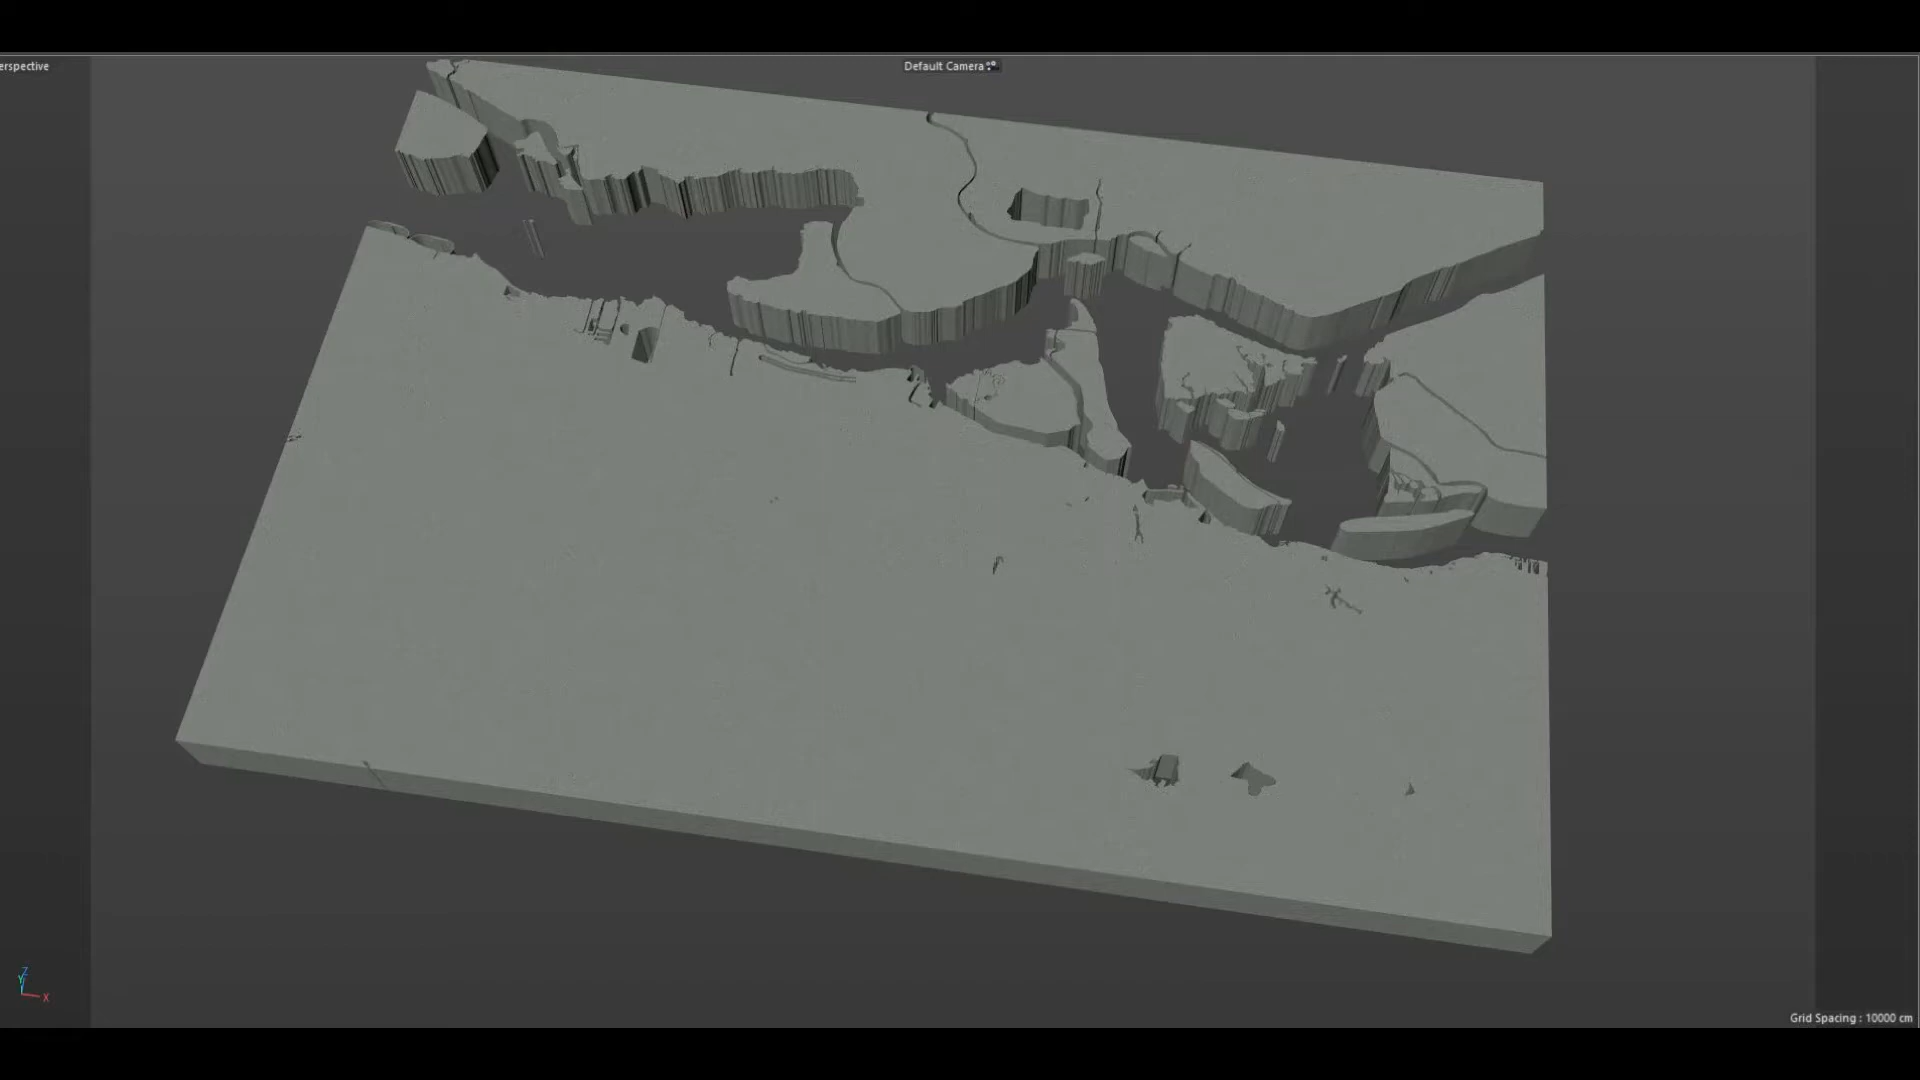 erspective
Default Camera
Z
Y
X
Grid Spacing : 10000 cm